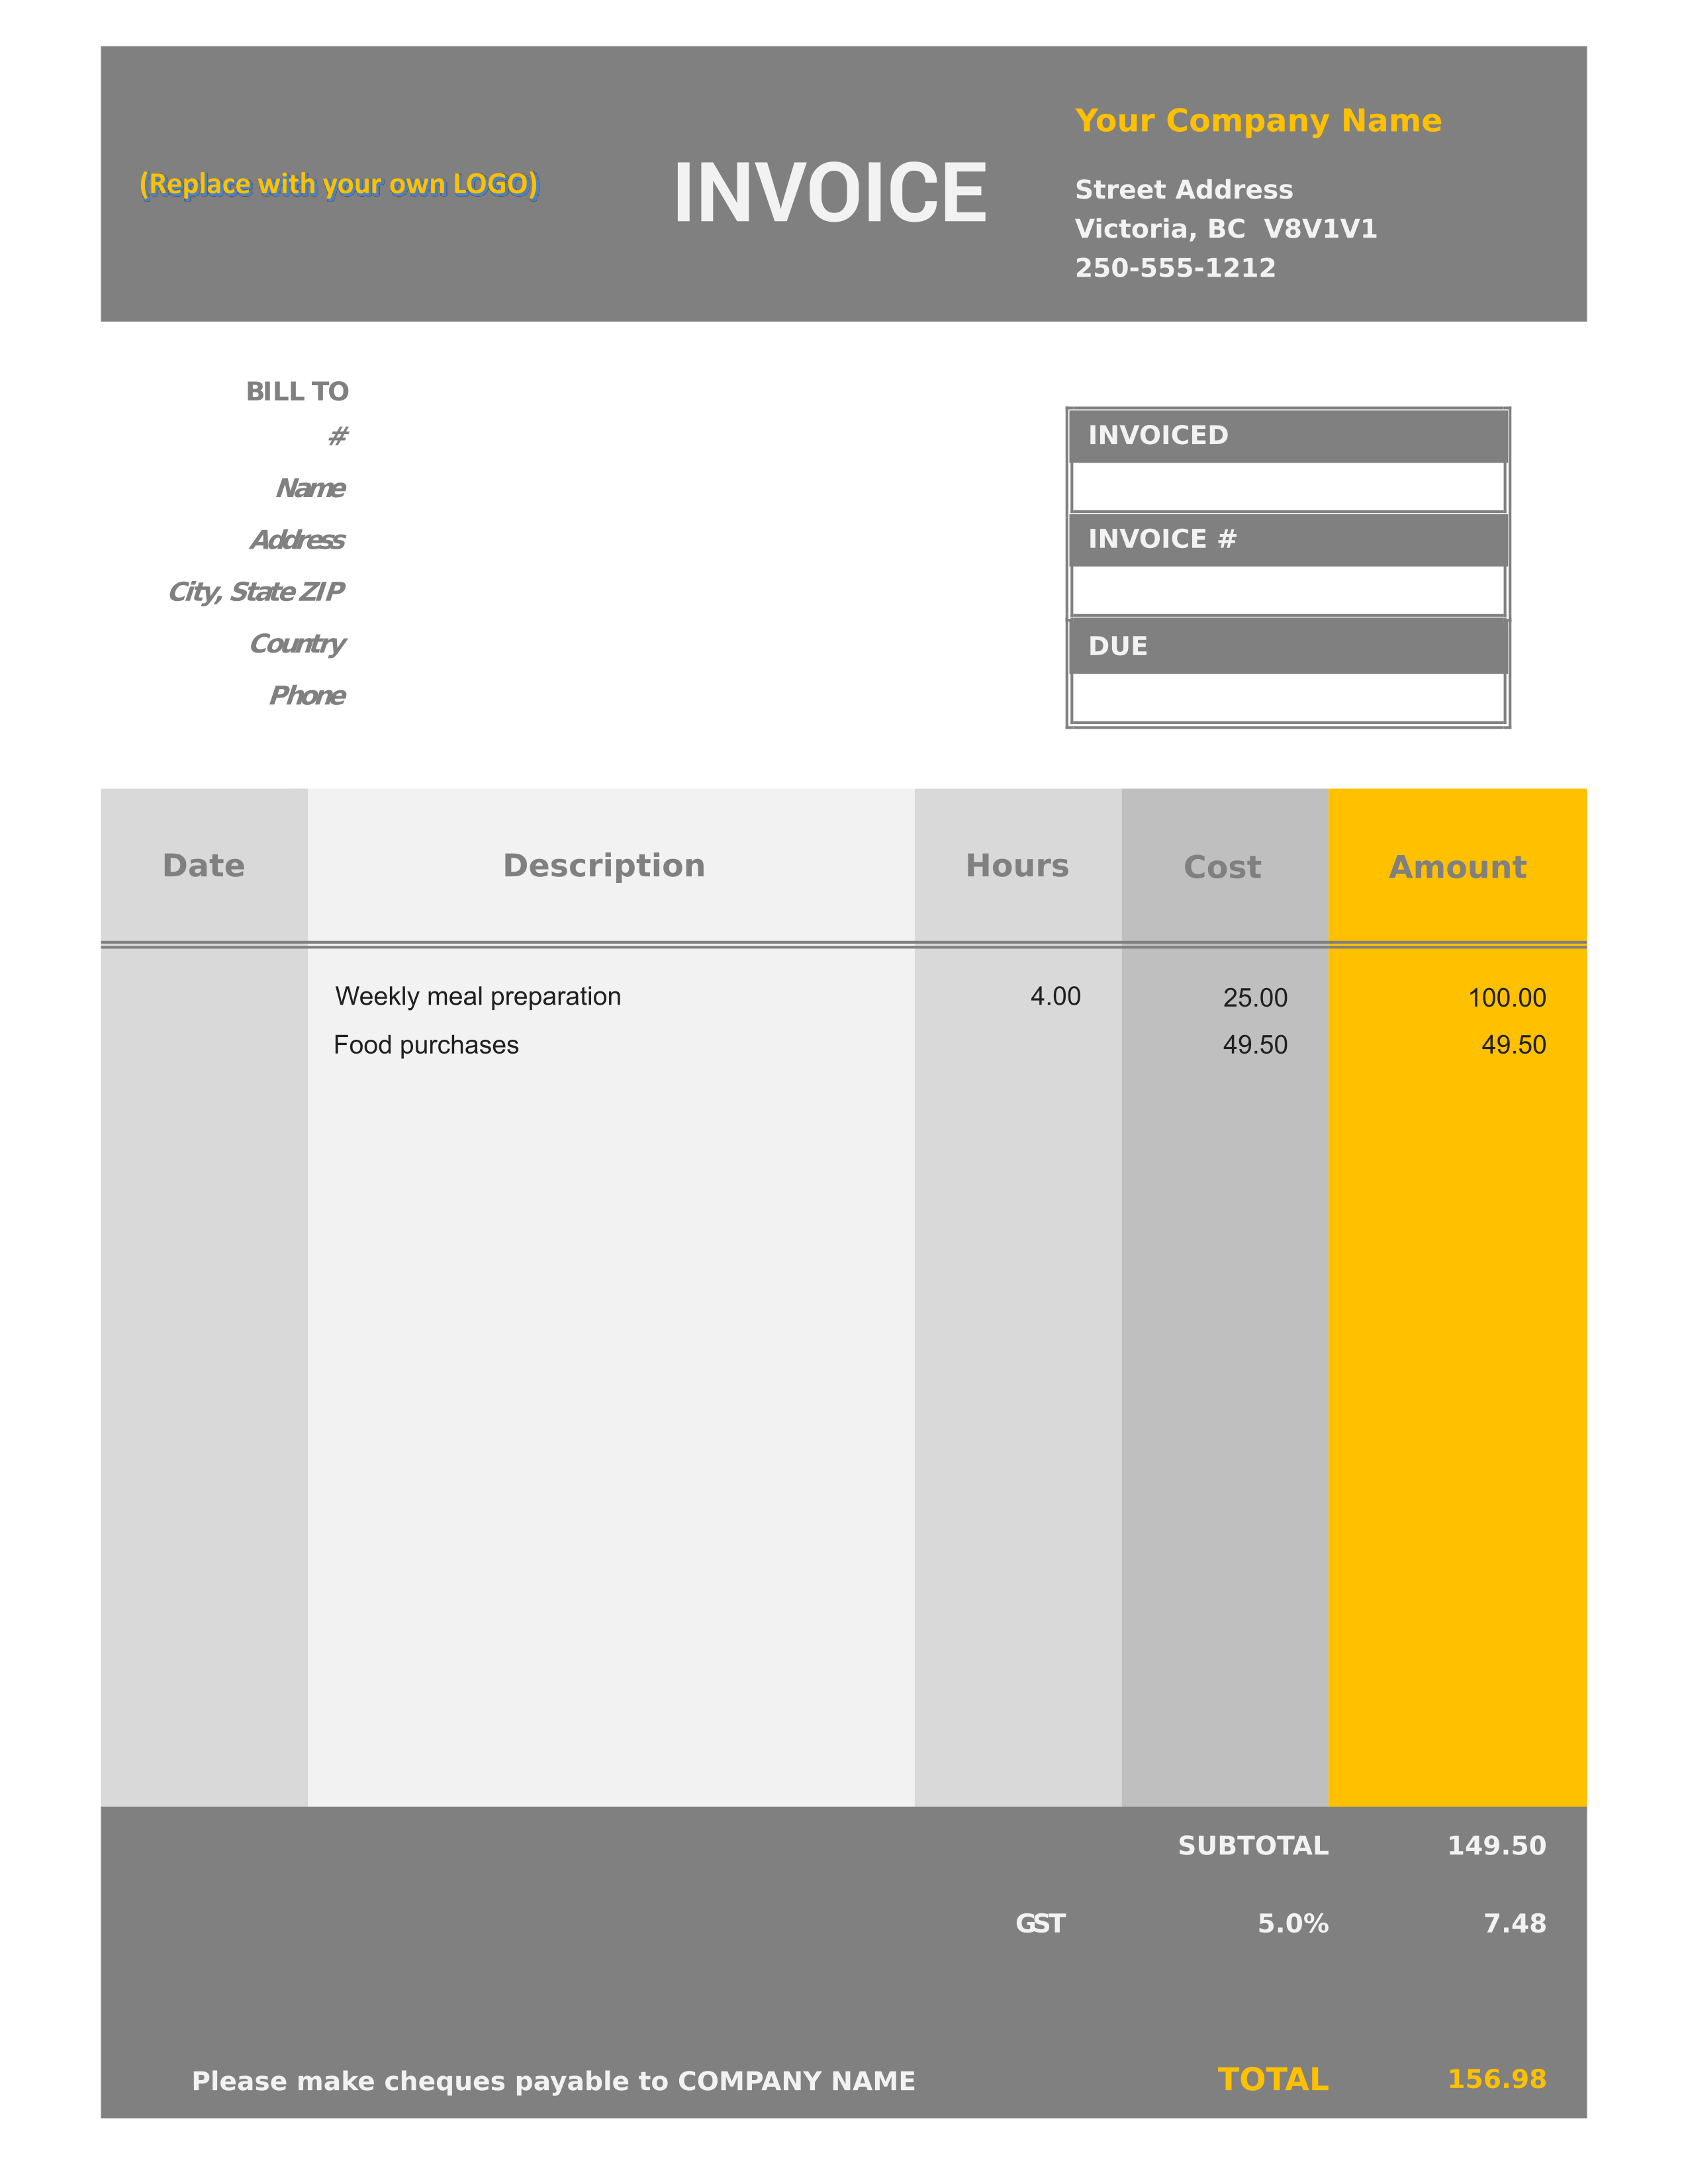 Your Company Name
(Replace with your own LOGO)
INVOICE
Street Address
Victoria, BC  V8V1V1
250-555-1212
BILL TO
#
Name
Address
City, State ZIP
Country
Phone
INVOICED
INVOICE #
DUE
Date Description Hours Cost Amount
Weekly meal preparation 4.00 25.00 100.00
Food purchases 49.50 49.50
SUBTOTAL 149.50
GST 5.0% 7.48
Please make cheques payable to COMPANY NAME TOTAL 156.98